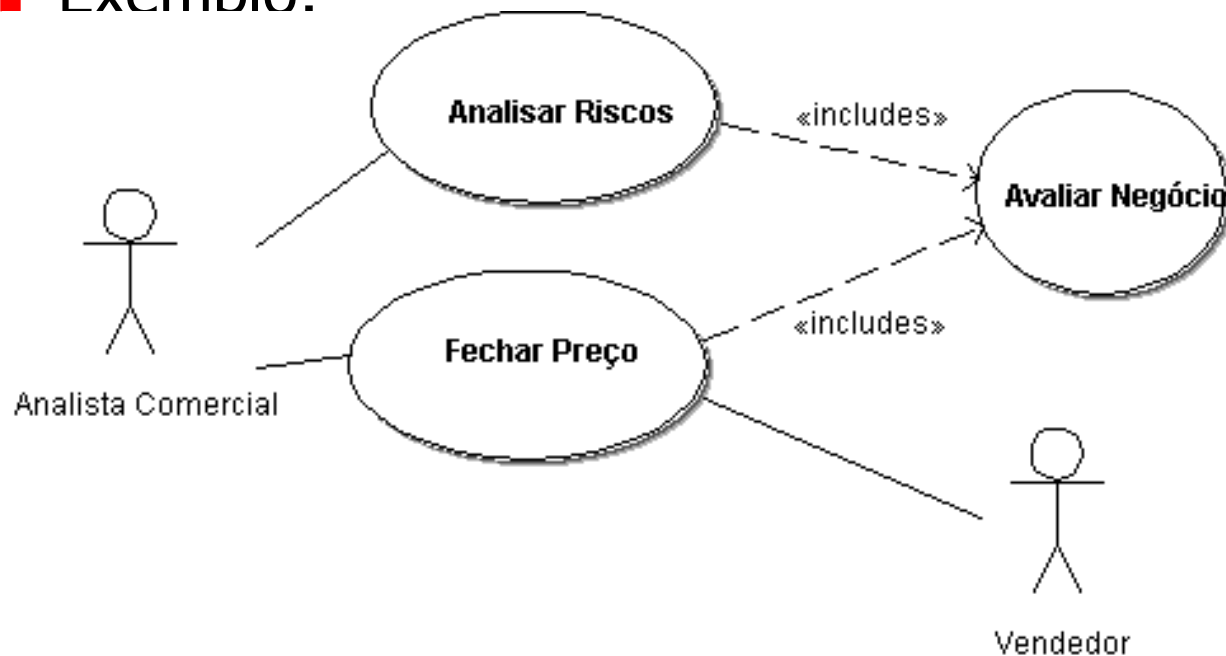 Exemplo:
Analisar Riscos
«includes»
Avaliar Negócio
«includes»
Fechar Preço
Analista Comercial
Vendedor